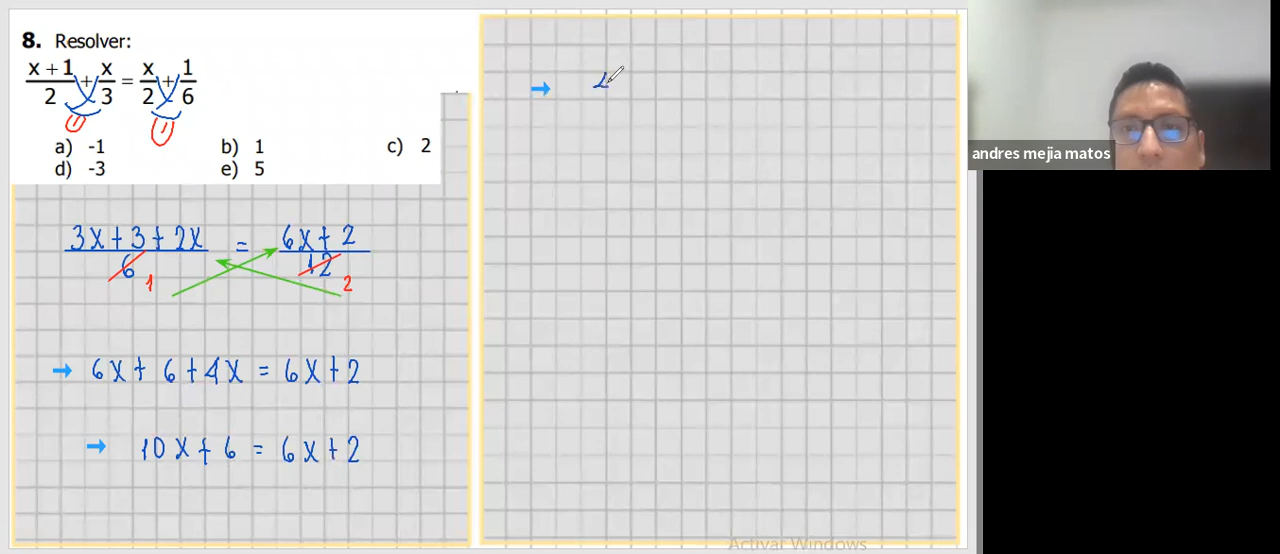 8. Resolver:
x + 1 / 2 + x / 3 = x / 2 + 1 / 6
a) -1 b) 1 c) 2
d) -3 e) 5
3x + 3 + 2x / 6 = 6x + 2 / 12
1 2
→ 6x + 6 + 4x = 6x + 2
→ 10x + 6 = 6x + 2
→
andres mejia matos
Activar Windows